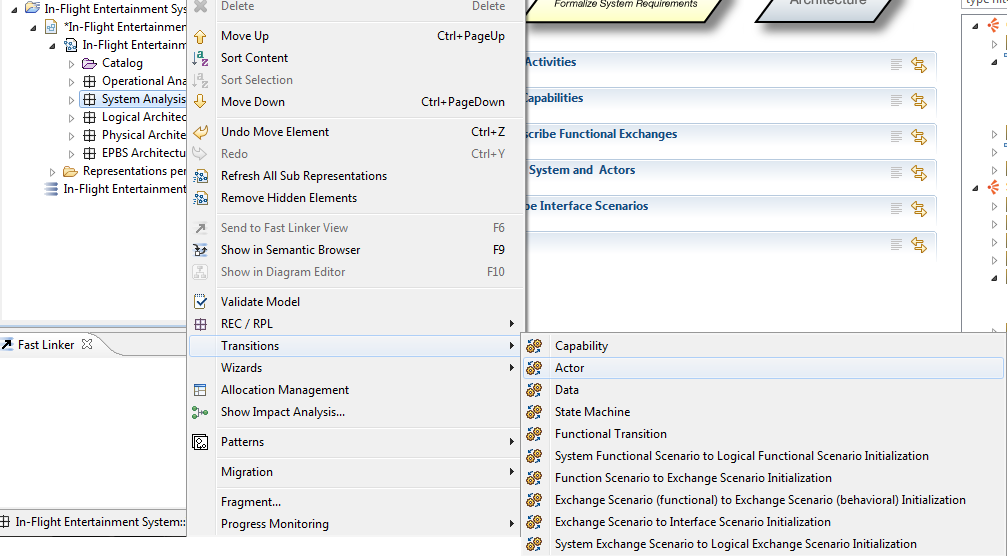 In-Flight Entertainment System
*In-Flight Entertainm
In-Flight Entertainm
Catalog
Operational Ana
System Analysis
Logical Architec
Physical Archite
EPBS Architectu
Representations per
In-Flight Entertainment
Fast Linker
In-Flight Entertainment System::
Delete Delete
Move Up Ctrl+PageUp
Sort Content
Sort Selection
Move Down Ctrl+PageDown
Undo Move Element Ctrl+Z
Redo Ctrl+Y
Refresh All Sub Representations
Remove Hidden Elements
Send to Fast Linker View F6
Show in Semantic Browser F9
Show in Diagram Editor F10
Validate Model
REC / RPL
Transitions
Wizards
Allocation Management
Show Impact Analysis...
Patterns
Migration
Fragment...
Progress Monitoring
Formalize System Requirements
Architecture
Activities
Capabilities
scribe Functional Exchanges
System and Actors
be Interface Scenarios
Capability
Actor
Data
State Machine
Functional Transition
System Functional Scenario to Logical Functional Scenario Initialization
Function Scenario to Exchange Scenario Initialization
Exchange Scenario (functional) to Exchange Scenario (behavioral) Initialization
Exchange Scenario to Interface Scenario Initialization
System Exchange Scenario to Logical Exchange Scenario Initialization